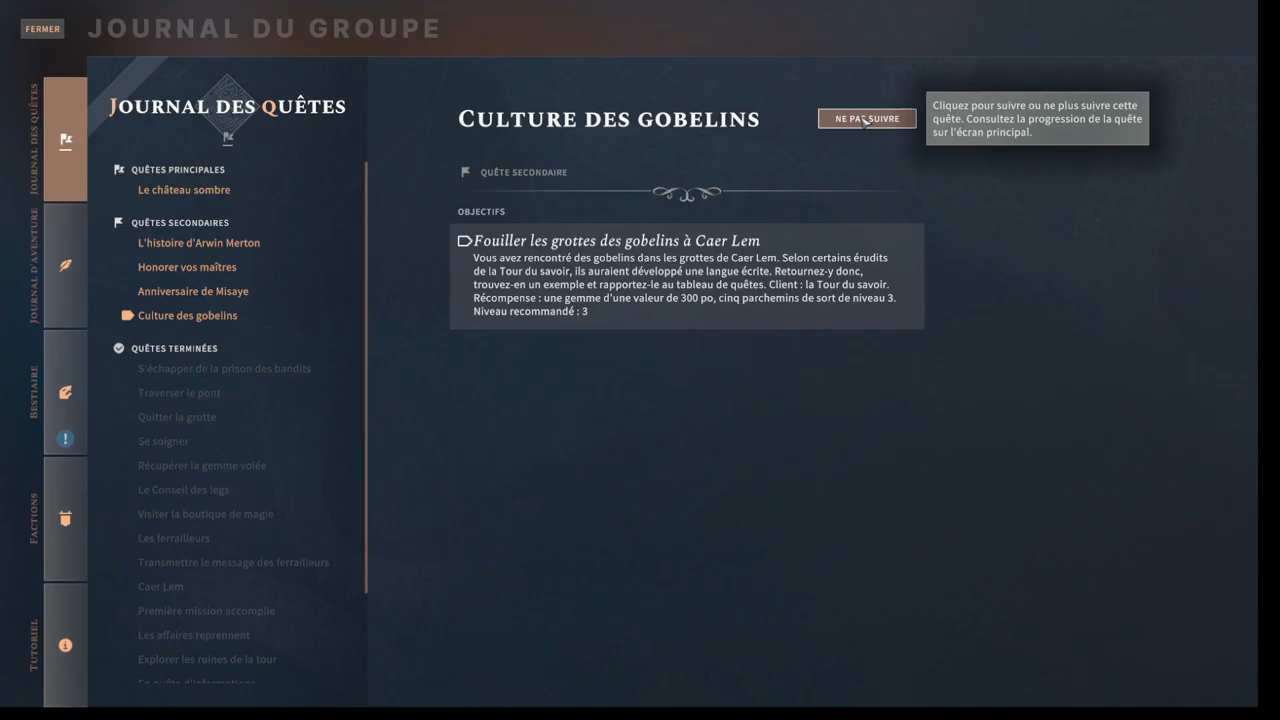 FERMER
JOURNAL DU GROUPE
JOURNAL DES QUÊTES
JOURNAL D'AVENTURE
BESTIAIRE
FACTIONS
TUTORIEL
JOURNAL DES QUÊTES
QUÊTES PRINCIPALES
Le château sombre
QUÊTES SECONDAIRES
L'histoire d'Arwin Merton
Honorer vos maîtres
Anniversaire de Misaye
Culture des gobelins
QUÊTES TERMINÉES
S'échapper de la prison des bandits
Traverser le pont
Quitter la grotte
Se soigner
Récupérer la gemme volée
Le Conseil des legs
Visiter la boutique de magie
Les ferrailleurs
Transmettre le message des ferrailleurs
Caer Lem
Première mission accomplie
Les affaires reprennent
Explorer les ruines de la tour
En quête d'informations
CULTURE DES GOBELINS
NE PAS SUIVRE
Cliquez pour suivre ou ne plus suivre cette
quête. Consultez la progression de la quête
sur l'écran principal.
QUÊTE SECONDAIRE
OBJECTIFS
Fouiller les grottes des gobelins à Caer Lem
Vous avez rencontré des gobelins dans les grottes de Caer Lem. Selon certains érudits
de la Tour du savoir, ils auraient développé une langue écrite. Retournez-y donc,
trouvez-en un exemple et rapportez-le au tableau de quêtes. Client : la Tour du savoir.
Récompense : une gemme d'une valeur de 300 po, cinq parchemins de sort de niveau 3.
Niveau recommandé : 3